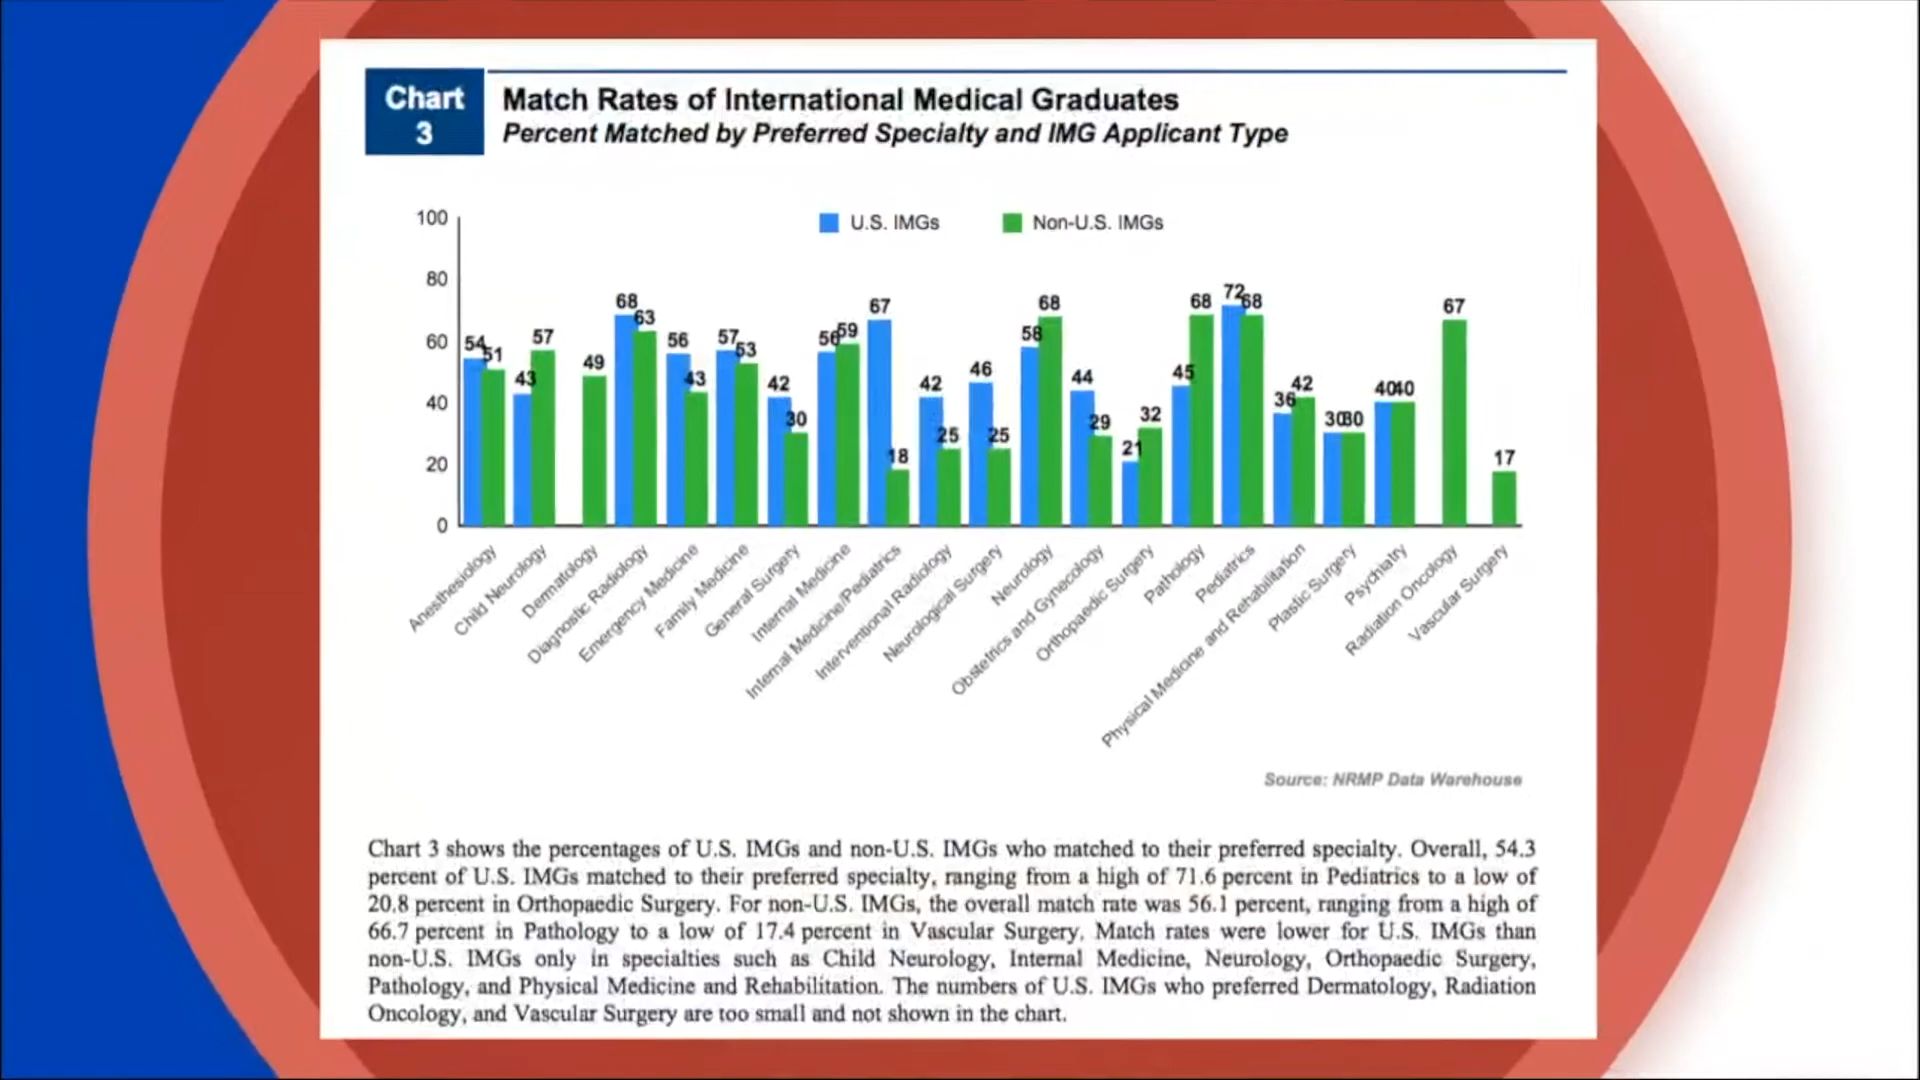 Chart
3
Match Rates of International Medical Graduates
Percent Matched by Preferred Specialty and IMG Applicant Type
U.S. IMGs
Non-U.S. IMGs
100
80
60
40
20
0
54
51
43
57
49
68
63
56
43
57
53
42
30
56
59
67
18
42
25
46
25
58
68
44
29
21
32
45
68
72
68
36
42
30
30
40
40
67
17
Anesthesiology
Child Neurology
Dermatology
Diagnostic Radiology
Emergency Medicine
Family Medicine
General Surgery
Internal Medicine
Internal Medicine/Pediatrics
Interventional Radiology
Neurological Surgery
Neurology
Obstetrics and Gynecology
Orthopaedic Surgery
Pathology
Pediatrics
Physical Medicine and Rehabilitation
Plastic Surgery
Psychiatry
Radiation Oncology
Vascular Surgery
Source: NRMP Data Warehouse
Chart 3 shows the percentages of U.S. IMGs and non-U.S. IMGs who matched to their preferred specialty. Overall, 54.3
percent of U.S. IMGs matched to their preferred specialty, ranging from a high of 71.6 percent in Pediatrics to a low of
20.8 percent in Orthopaedic Surgery. For non-U.S. IMGs, the overall match rate was 56.1 percent, ranging from a high of
66.7 percent in Pathology to a low of 17.4 percent in Vascular Surgery. Match rates were lower for U.S. IMGs than
non-U.S. IMGs only in specialties such as Child Neurology, Internal Medicine, Neurology, Orthopaedic Surgery,
Pathology, and Physical Medicine and Rehabilitation. The numbers of U.S. IMGs who preferred Dermatology, Radiation
Oncology, and Vascular Surgery are too small and not shown in the chart.